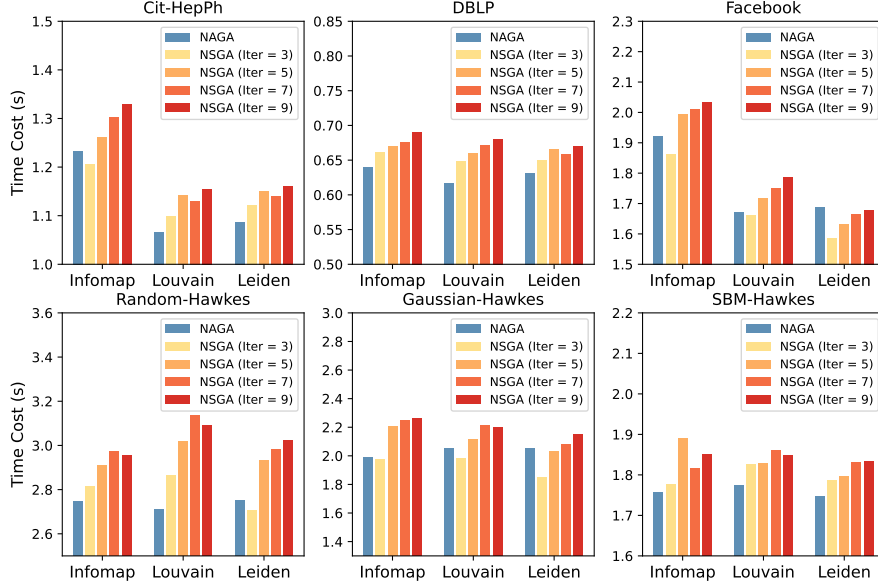 Cit-HepPh
1.5
1.4
1.3
1.2
1.1
1.0
Time Cost (s)
NAGA
NSGA (Iter = 3)
NSGA (Iter = 5)
NSGA (Iter = 7)
NSGA (Iter = 9)
Infomap Louvain Leiden
DBLP
0.85
0.80
0.75
0.70
0.65
0.60
0.55
0.50
NAGA
NSGA (Iter = 3)
NSGA (Iter = 5)
NSGA (Iter = 7)
NSGA (Iter = 9)
Infomap Louvain Leiden
Facebook
2.3
2.2
2.1
2.0
1.9
1.8
1.7
1.6
1.5
NAGA
NSGA (Iter = 3)
NSGA (Iter = 5)
NSGA (Iter = 7)
NSGA (Iter = 9)
Infomap Louvain Leiden
Random-Hawkes
3.6
3.4
3.2
3.0
2.8
2.6
Time Cost (s)
NAGA
NSGA (Iter = 3)
NSGA (Iter = 5)
NSGA (Iter = 7)
NSGA (Iter = 9)
Infomap Louvain Leiden
Gaussian-Hawkes
3.0
2.8
2.6
2.4
2.2
2.0
1.8
1.6
1.4
NAGA
NSGA (Iter = 3)
NSGA (Iter = 5)
NSGA (Iter = 7)
NSGA (Iter = 9)
Infomap Louvain Leiden
SBM-Hawkes
2.2
2.1
2.0
1.9
1.8
1.7
1.6
NAGA
NSGA (Iter = 3)
NSGA (Iter = 5)
NSGA (Iter = 7)
NSGA (Iter = 9)
Infomap Louvain Leiden